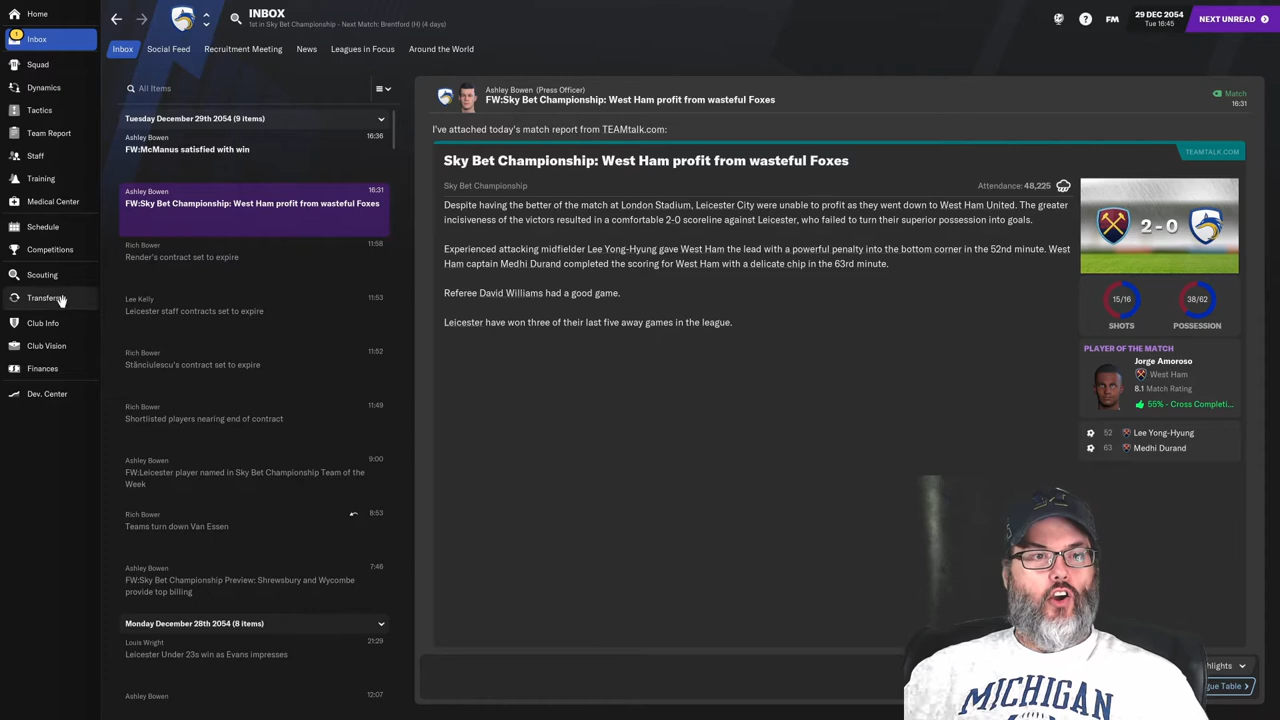 Home
Inbox
Squad
Dynamics
Tactics
Team Report
Staff
Training
Medical Center
Schedule
Competitions
Scouting
Transfers
Club Info
Club Vision
Finances
Dev. Center
INBOX
1st in Sky Bet Championship - Next Match: Brentford (H) (4 days)
FM
29 DEC 2054
Tue 16:45
NEXT UNREAD
Inbox
Social Feed
Recruitment Meeting
News
Leagues in Focus
Around the World
All Items
Tuesday December 29th 2054 (9 items)
Ashley Bowen 16:36
FW:McManus satisfied with win
Ashley Bowen 16:31
FW:Sky Bet Championship: West Ham profit from wasteful Foxes
Rich Bower 11:58
Render's contract set to expire
Lee Kelly 11:53
Leicester staff contracts set to expire
Rich Bower 11:52
Stănciulescu's contract set to expire
Rich Bower 11:49
Shortlisted players nearing end of contract
Ashley Bowen 9:00
FW:Leicester player named in Sky Bet Championship Team of the
Week
Rich Bower 8:53
Teams turn down Van Essen
Ashley Bowen 7:46
FW:Sky Bet Championship Preview: Shrewsbury and Wycombe
provide top billing
Monday December 28th 2054 (8 items)
Louis Wright 21:29
Leicester Under 23s win as Evans impresses
Ashley Bowen 12:07
Ashley Bowen (Press Officer)
FW:Sky Bet Championship: West Ham profit from wasteful Foxes
Match
16:31
I've attached today's match report from TEAMtalk.com:
Sky Bet Championship: West Ham profit from wasteful Foxes
TEAMTALK.COM
Sky Bet Championship
Attendance: 48,225
Despite having the better of the match at London Stadium, Leicester City were unable to profit as they went down to West Ham United. The greater
incisiveness of the victors resulted in a comfortable 2-0 scoreline against Leicester, who failed to turn their superior possession into goals.
Experienced attacking midfielder Lee Yong-Hyung gave West Ham the lead with a powerful penalty into the bottom corner in the 52nd minute. West
Ham captain Medhi Durand completed the scoring for West Ham with a delicate chip in the 63rd minute.
Referee David Williams had a good game.
Leicester have won three of their last five away games in the league.
2-0
15/16
SHOTS
38/62
POSSESSION
PLAYER OF THE MATCH
Jorge Amoroso
West Ham
8.1 Match Rating
55% - Cross Completi...
52 Lee Yong-Hyung
63 Medhi Durand
hlights
gue Table
MICHIGAN